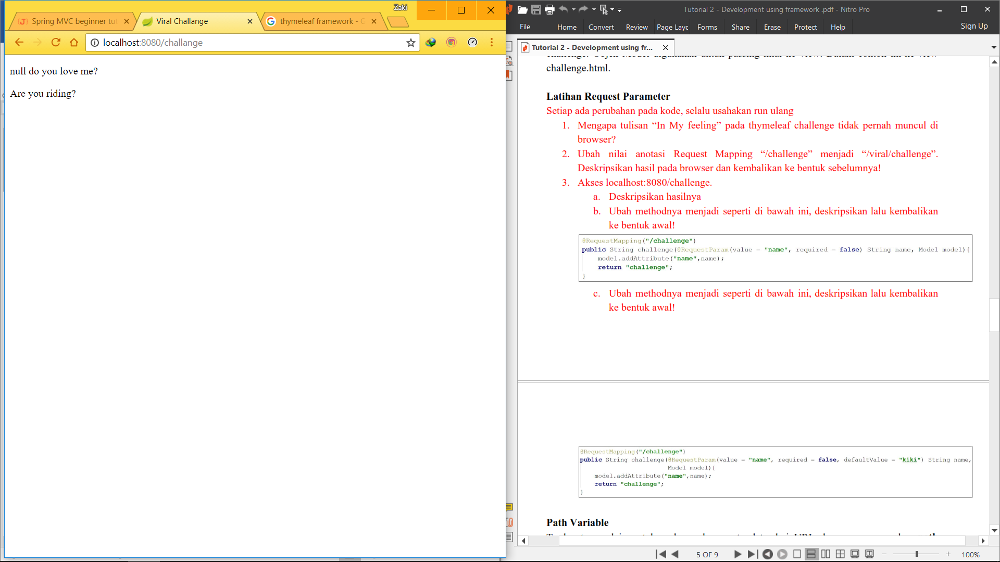 Zaki
Spring MVC beginner tut
Viral Challange
thymeleaf framework - G
localhost:8080/challange
null do you love me?
Are you riding?
Tutorial 2 - Development using framework .pdf - Nitro Pro
File
Home
Convert
Review
Page Layc
Forms
Share
Erase
Protect
Help
Sign Up
Tutorial 2 - Development using fr...
challenge.html.
Latihan Request Parameter
Setiap ada perubahan pada kode, selalu usahakan run ulang
1. Mengapa tulisan “In My feeling” pada thymeleaf challenge tidak pernah muncul di
browser?
2. Ubah nilai anotasi Request Mapping “/challenge” menjadi “/viral/challenge”.
Deskripsikan hasil pada browser dan kembalikan ke bentuk sebelumnya!
3. Akses localhost:8080/challenge.
a. Deskripsikan hasilnya
b. Ubah methodnya menjadi seperti di bawah ini, deskripsikan lalu kembalikan
ke bentuk awal!
@RequestMapping("/challenge")
public String challenge(@RequestParam(value = "name", required = false) String name, Model model){
model.addAttribute("name",name);
return "challenge";
}
c. Ubah methodnya menjadi seperti di bawah ini, deskripsikan lalu kembalikan
ke bentuk awal!
@RequestMapping("/challenge")
public String challenge(@RequestParam(value = "name", required = false, defaultValue = "kiki") String name,
Model model){
model.addAttribute("name",name);
return "challenge";
}
Path Variable
5 OF 9
100%